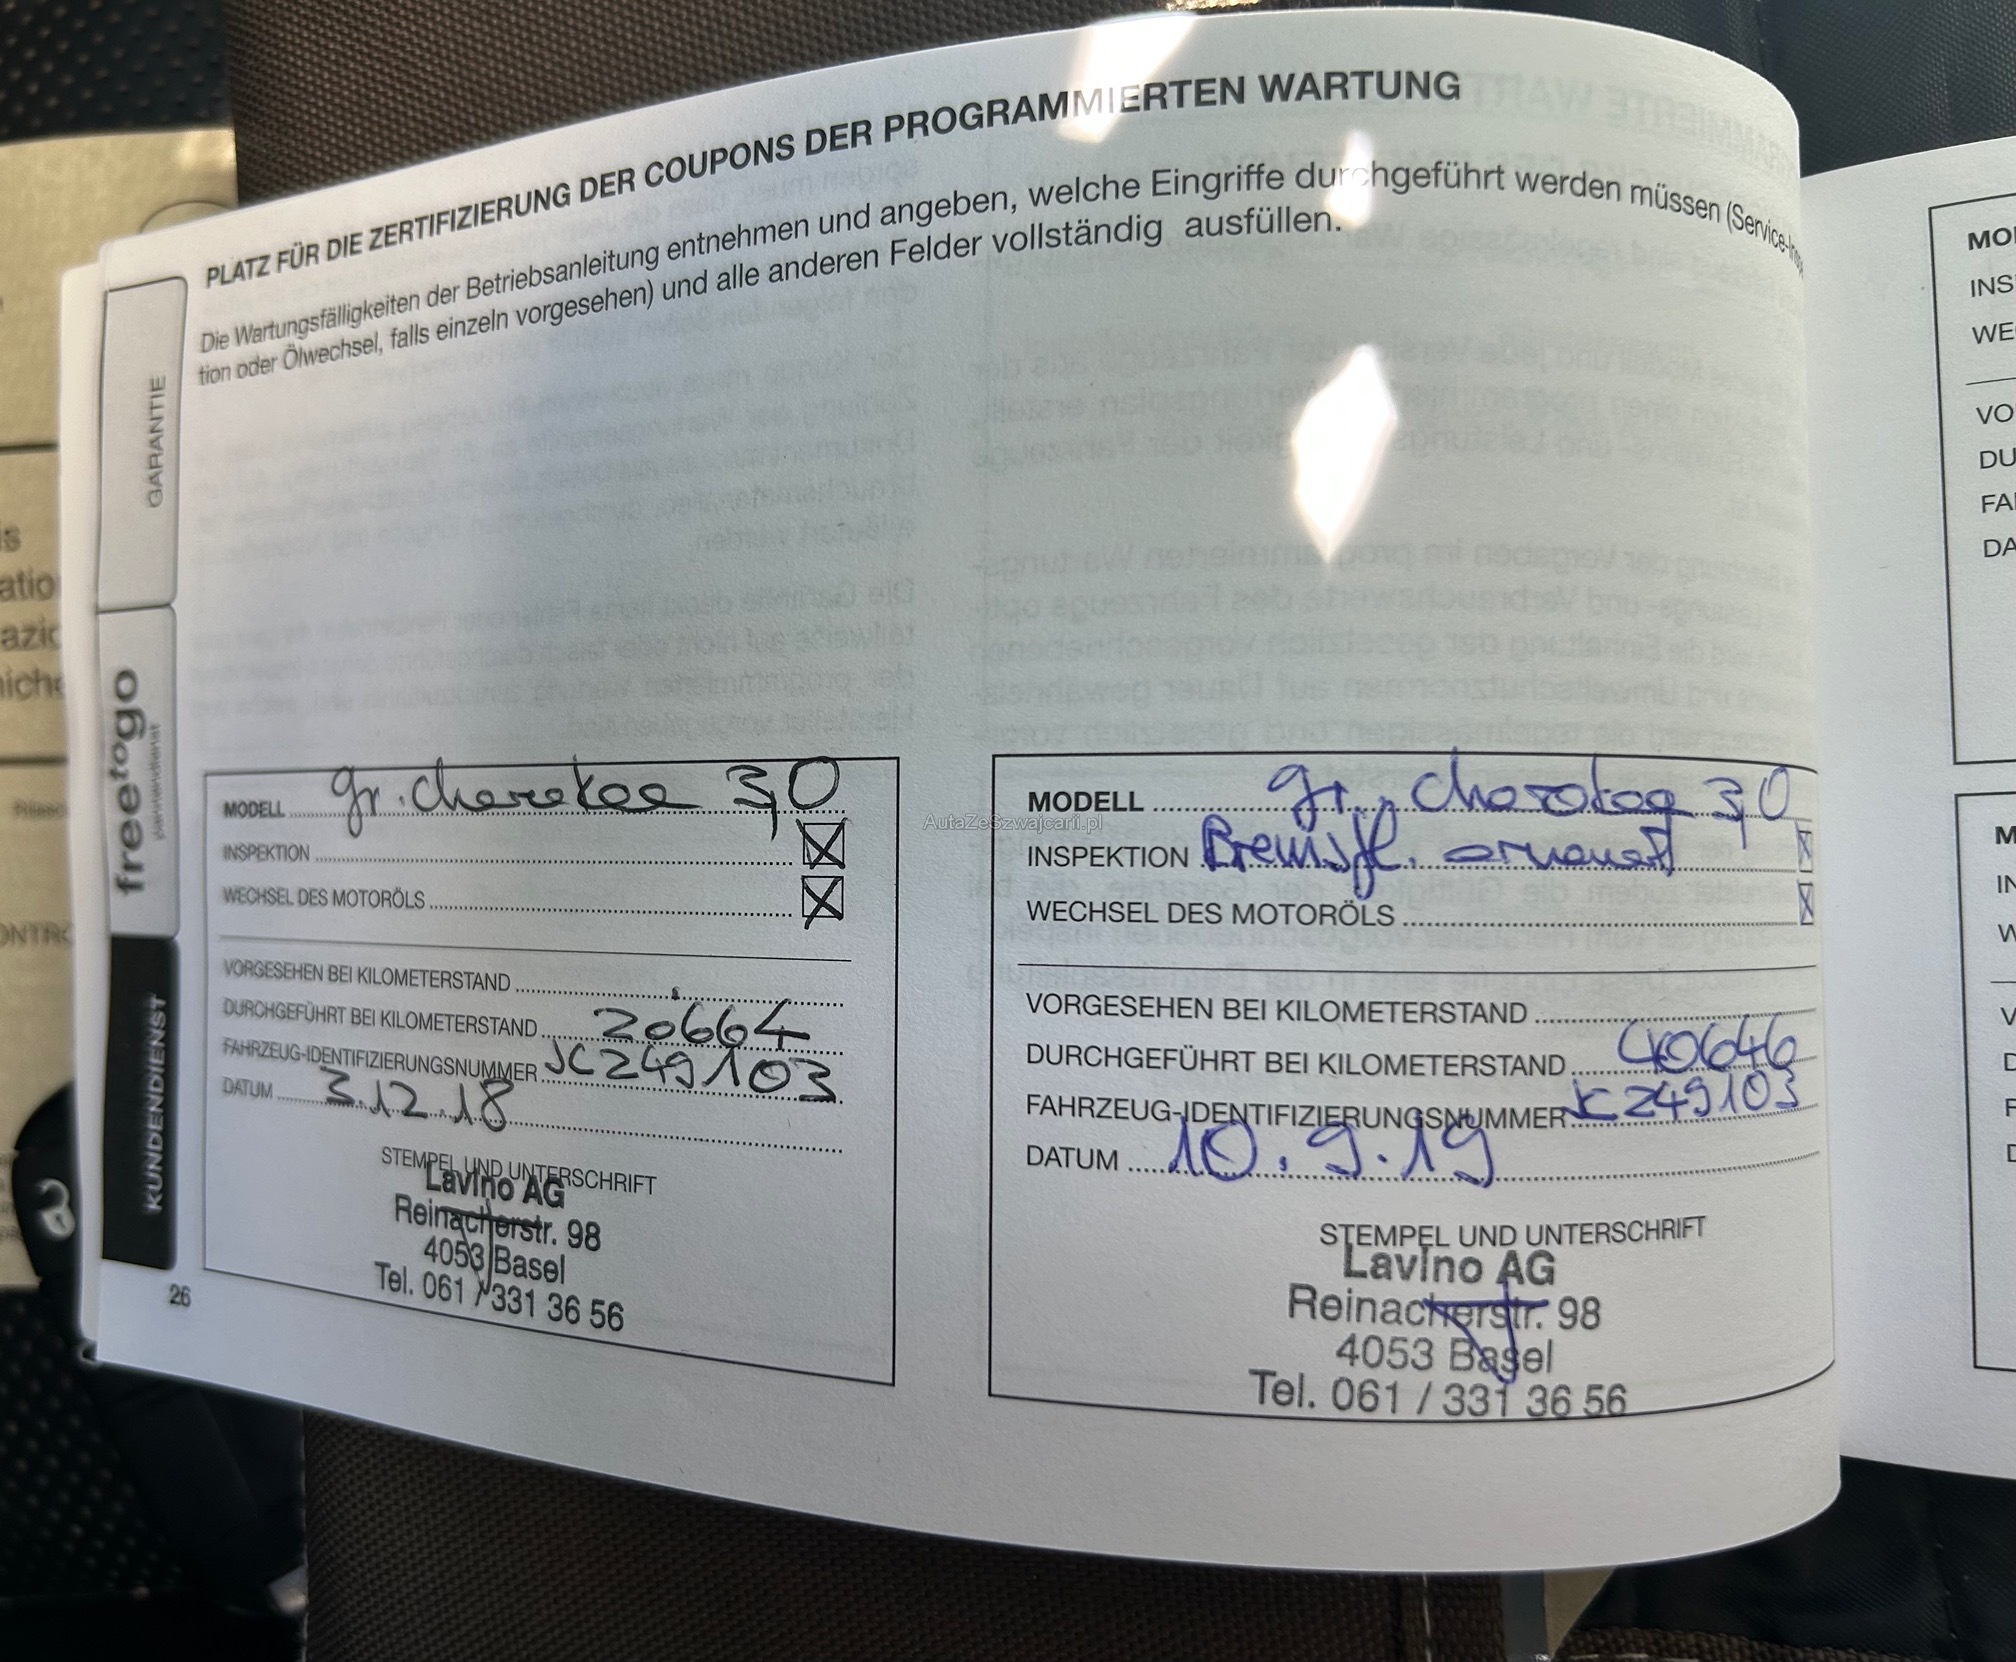 PLATZ FÜR DIE ZERTIFIZIERUNG DER COUPONS DER PROGRAMMIERTEN WARTUNG
Die Wartungsfälligkeiten der Betriebsanleitung entnehmen und angeben, welche Eingriffe durchgeführt werden müssen (Service-
tion oder Ölwechsel, falls einzeln vorgesehen) und alle anderen Felder vollständig ausfüllen.
GARANTIE
freetogo
KUNDENDIENST
MODELL gr. cherokee 3,0
INSPEKTION
WECHSEL DES MOTORÖLS
VORGESEHEN BEI KILOMETERSTAND
DURCHGEFÜHRT BEI KILOMETERSTAND 20664
FAHRZEUG-IDENTIFIZIERUNGSNUMMER JC249103
DATUM 3.12.18
STEMPEL UND UNTERSCHRIFT
Lavino AG
Reinacherstr. 98
4053 Basel
Tel. 061 / 331 36 56
26
MODELL gr. cherokee 3,0
INSPEKTION Bremsfl. erneuert
WECHSEL DES MOTORÖLS
VORGESEHEN BEI KILOMETERSTAND
DURCHGEFÜHRT BEI KILOMETERSTAND 40646
FAHRZEUG-IDENTIFIZIERUNGSNUMMER JC249103
DATUM 10.9.19
STEMPEL UND UNTERSCHRIFT
Lavino AG
Reinacherstr. 98
4053 Basel
Tel. 061 / 331 36 56
AutaZeSzwajcarii.pl